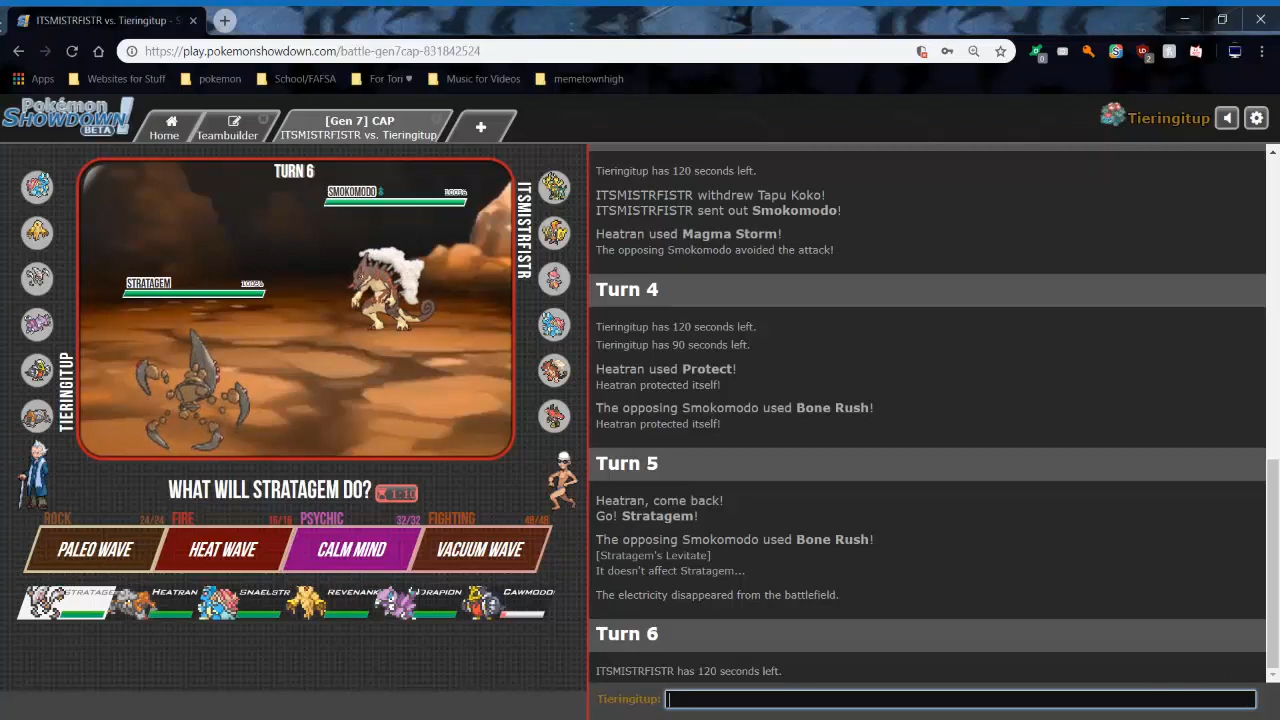 ITSMISTRFISTR vs. Tieringitup - S
https://play.pokemonshowdown.com/battle-gen7cap-831842524
Apps
Websites for Stuff
pokemon
School/FAFSA
For Tori ♥
Music for Videos
memetownhigh
Pokémon
SHOWDOWN!
BETA
Home
Teambuilder
[Gen 7] CAP
ITSMISTRFISTR vs. Tieringitup
Tieringitup
TURN 6
SMOKOMODO
100%
STRATAGEM
100%
TIERINGITUP
ITSMISTRFISTR
WHAT WILL STRATAGEM DO?
1:10
ROCK 24/24
FIRE 16/16
PSYCHIC 32/32
FIGHTING 48/48
PALEO WAVE
HEAT WAVE
CALM MIND
VACUUM WAVE
STRATAGE
HEATRAN
SNAELSTR
REVENANK
DRAPION
CAWMODO
Tieringitup has 120 seconds left.
ITSMISTRFISTR withdrew Tapu Koko!
ITSMISTRFISTR sent out Smokomodo!
Heatran used Magma Storm!
The opposing Smokomodo avoided the attack!
Turn 4
Tieringitup has 120 seconds left.
Tieringitup has 90 seconds left.
Heatran used Protect!
Heatran protected itself!
The opposing Smokomodo used Bone Rush!
Heatran protected itself!
Turn 5
Heatran, come back!
Go! Stratagem!
The opposing Smokomodo used Bone Rush!
[Stratagem's Levitate]
It doesn't affect Stratagem...
The electricity disappeared from the battlefield.
Turn 6
ITSMISTRFISTR has 120 seconds left.
Tieringitup: